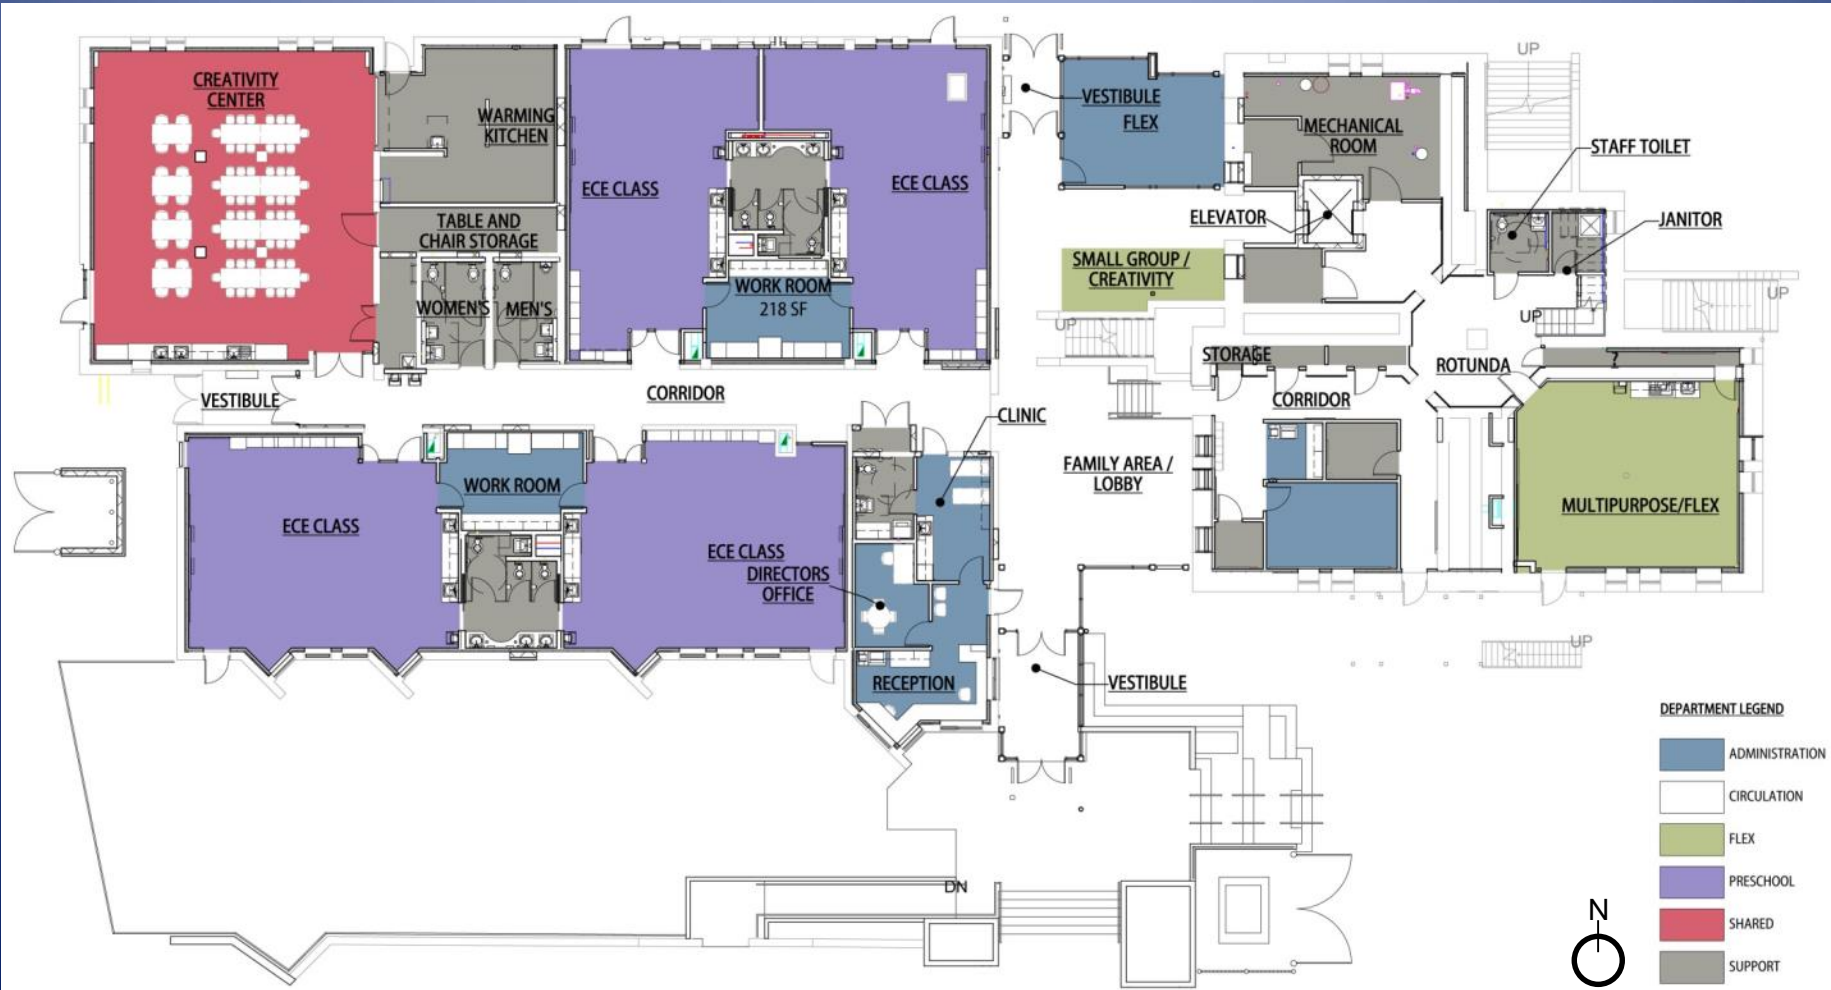 UP
CREATIVITY
CENTER
VESTIBULE
FLEX
WARMING
KITCHEN
MECHANICAL
ROOM
STAFF TOILET
ECE CLASS
ECE CLASS
TABLE AND
CHAIR STORAGE
ELEVATOR
JANITOR
SMALL GROUP /
CREATIVITY
WORK ROOM
218 SF
WOMEN'S
MEN'S
UP
UP
UP
STORAGE
?
ROTUNDA
VESTIBULE
CORRIDOR
CORRIDOR
CLINIC
FAMILY AREA /
LOBBY
WORK ROOM
MULTIPURPOSE/FLEX
ECE CLASS
ECE CLASS
DIRECTORS
OFFICE
UP
RECEPTION
VESTIBULE
DEPARTMENT LEGEND
ADMINISTRATION
CIRCULATION
FLEX
PRESCHOOL
SHARED
SUPPORT
DN
N